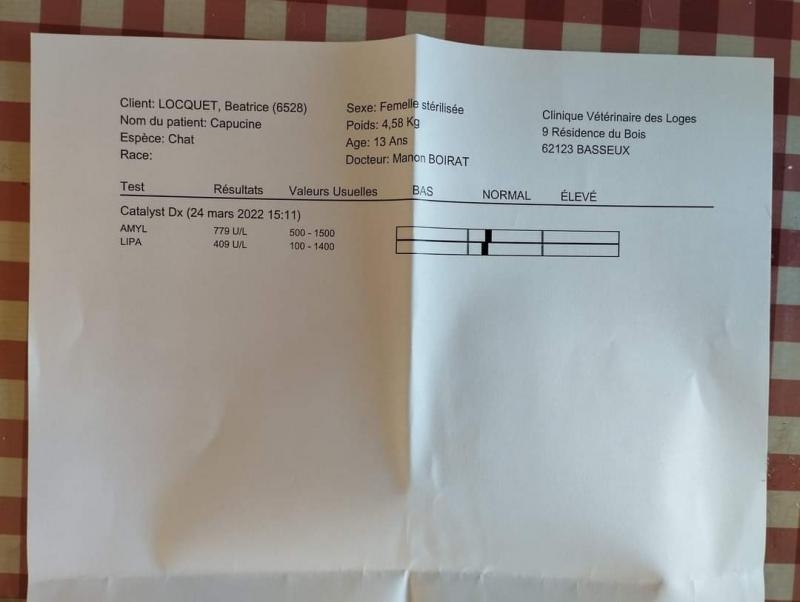 Client: LOCQUET, Beatrice (6528)
Nom du patient: Capucine
Espèce: Chat
Race:
Sexe: Femelle stérilisée
Poids: 4,58 Kg
Age: 13 Ans
Docteur: Manon BOIRAT
Clinique Vétérinaire des Loges
9 Résidence du Bois
62123 BASSEUX
Test Résultats Valeurs Usuelles BAS NORMAL ÉLEVÉ
Catalyst Dx (24 mars 2022 15:11)
AMYL 779 U/L 500 - 1500
LIPA 409 U/L 100 - 1400